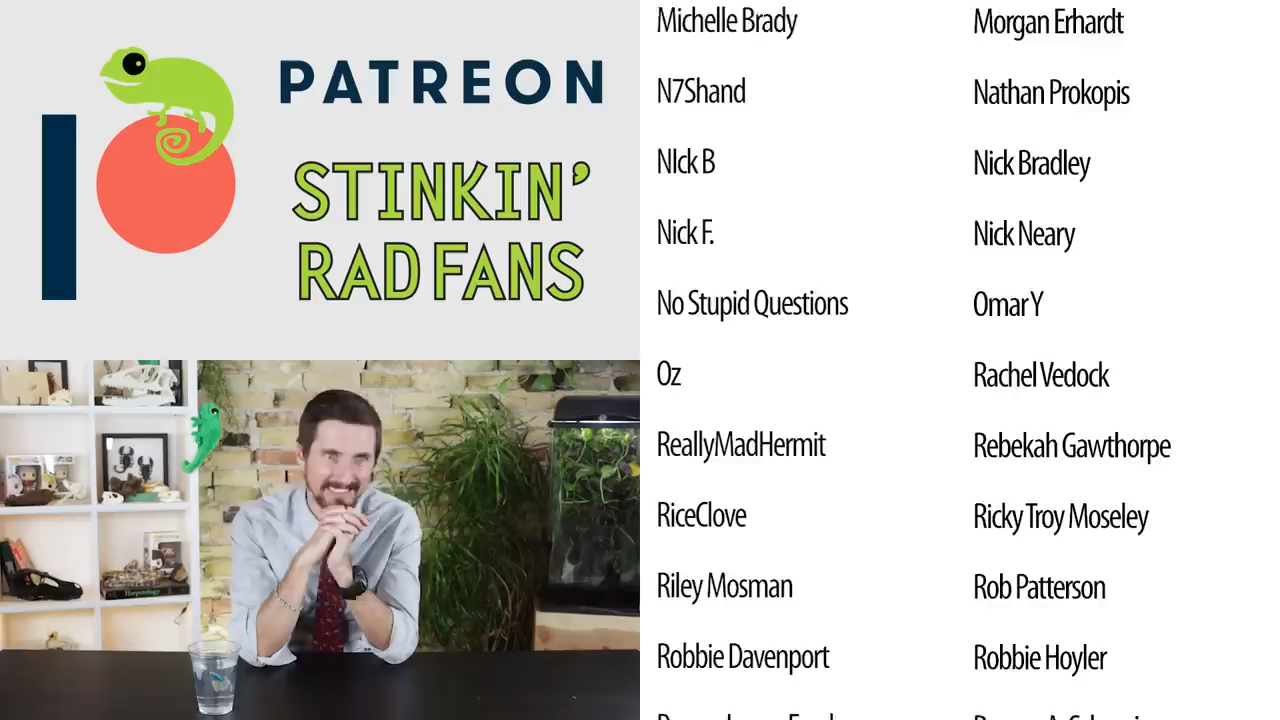 PATREON
STINKIN'
RAD FANS
Herpetology
Michelle Brady
N7Shand
NIck B
Nick F.
No Stupid Questions
Oz
ReallyMadHermit
RiceClove
Riley Mosman
Robbie Davenport
Morgan Erhardt
Nathan Prokopis
Nick Bradley
Nick Neary
Omar Y
Rachel Vedock
Rebekah Gawthorpe
Ricky Troy Moseley
Rob Patterson
Robbie Hoyler